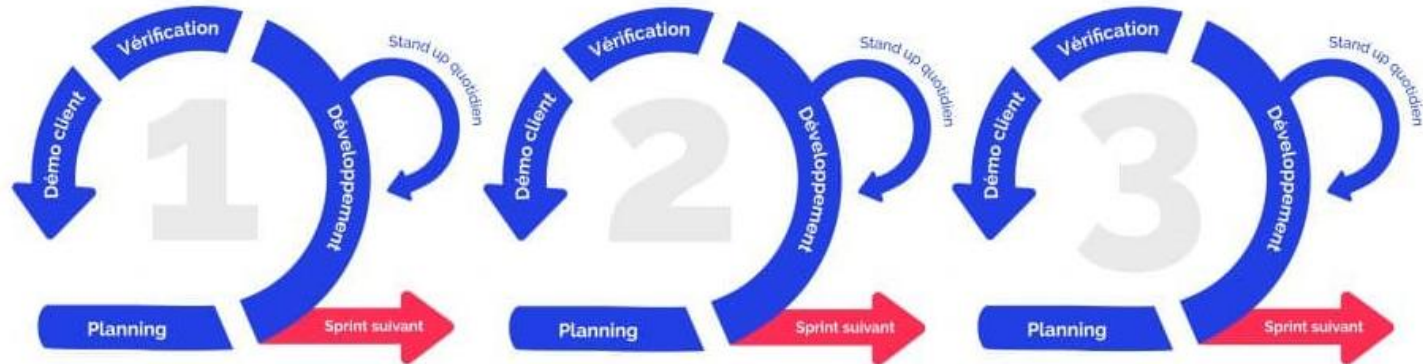 Vérification
Stand up quotidien
Démo client
1
Développement
Planning
Sprint suivant
Vérification
Stand up quotidien
Démo client
2
Développement
Planning
Sprint suivant
Vérification
Stand up quotidien
Démo client
3
Développement
Planning
Sprint suivant